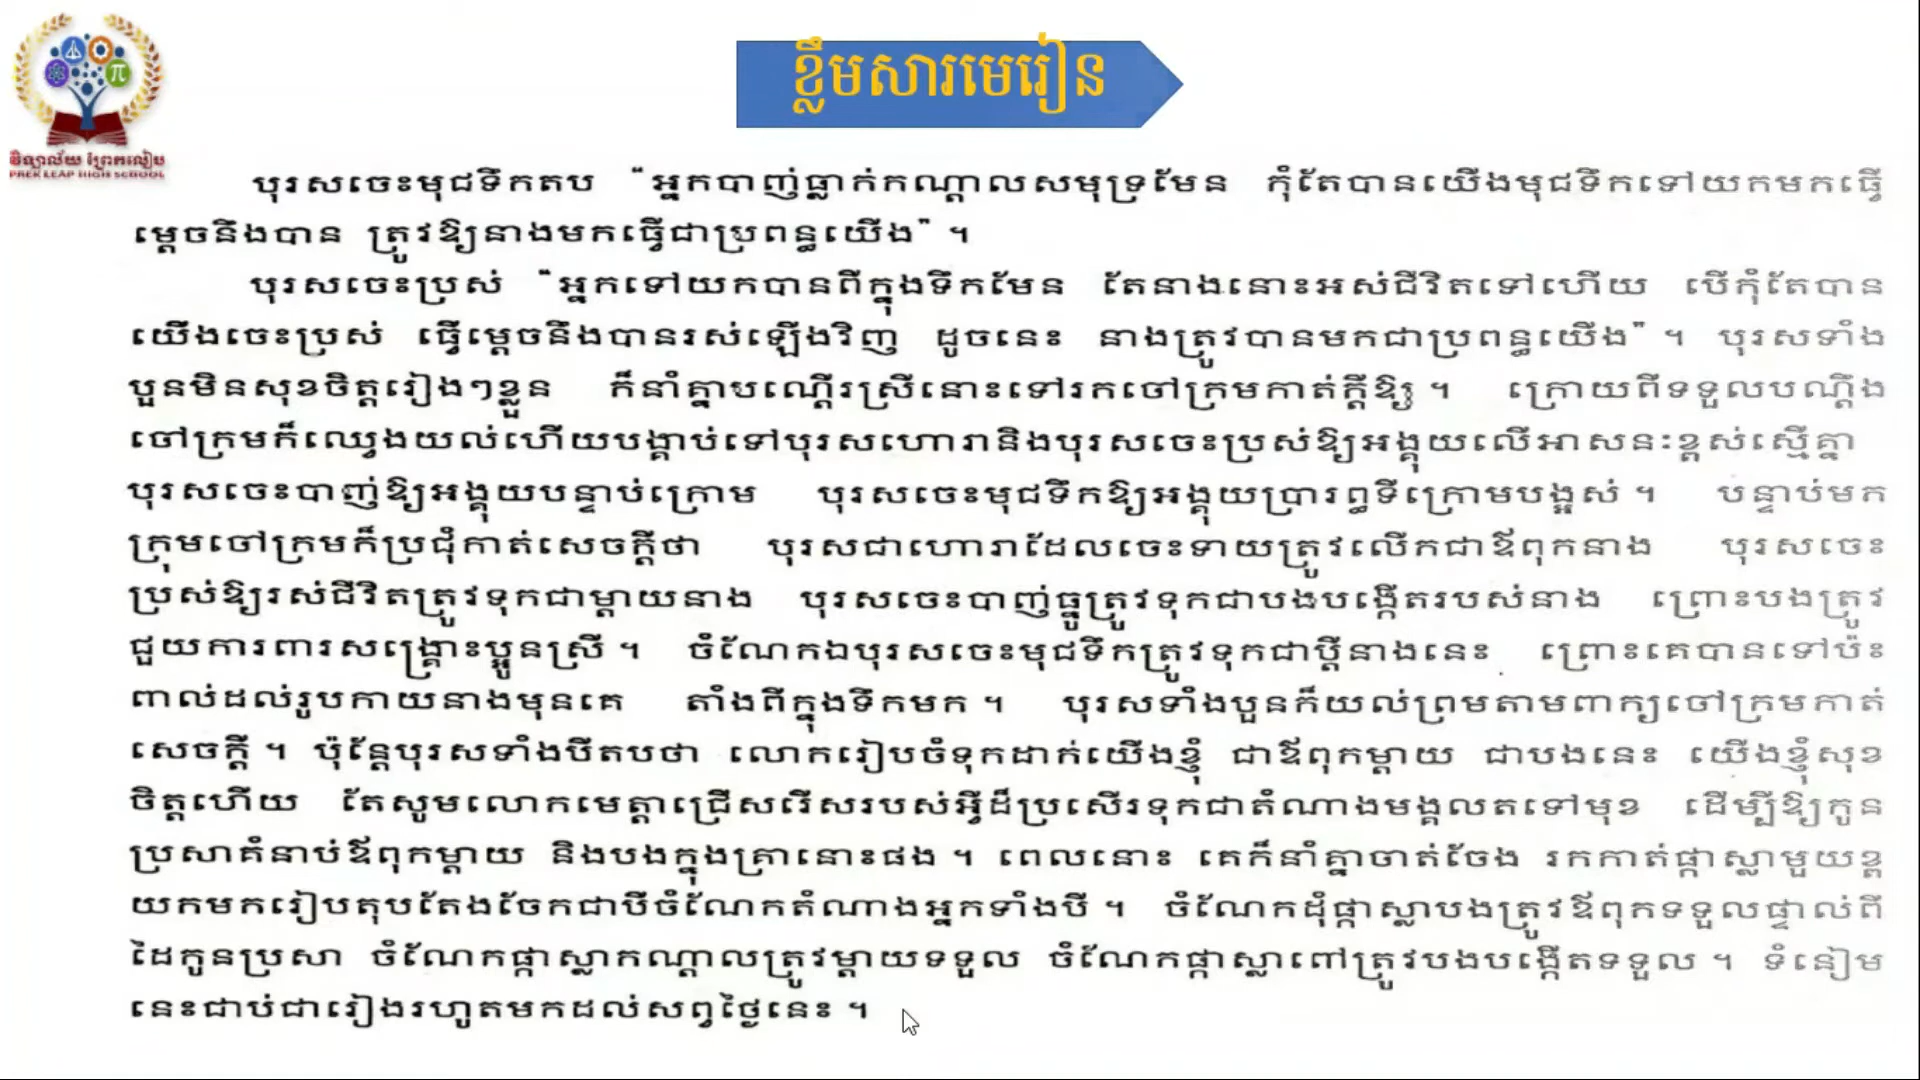 ខ្លឹមសារមេរៀន
វិទ្យាល័យ ព្រែកលៀប
PREK LEAP HIGH SCHOOL
បុរសចេះមុជទឹកតប "អ្នកបាញ់ធ្លាក់កណ្ដាលសមុទ្រមែន កុំតែបានយើងមុជទឹកទៅយកមកធ្វើ
ម្ដេចនឹងបាន ត្រូវឱ្យនាងមកធ្វើជាប្រពន្ធយើង" ។
បុរសចេះប្រស់ "អ្នកទៅយកបានពីក្នុងទឹកមែន តែនាងនោះអស់ជីវិតទៅហើយ បើកុំតែបាន
យើងចេះប្រស់ ធ្វើម្ដេចនឹងបានរស់ឡើងវិញ ដូចនេះ នាងត្រូវបានមកជាប្រពន្ធយើង" ។ បុរសទាំង
បួនមិនសុខចិត្តរៀងៗខ្លួន ក៏នាំគ្នាបណ្ដើរស្រីនោះទៅរកចៅក្រមកាត់ក្ដីឱ្យ ។ ក្រោយពីទទួលបណ្ដឹង
ចៅក្រមក៏ឈ្វេងយល់ហើយបង្គាប់ទៅបុរសហោរានិងបុរសចេះប្រស់ឱ្យអង្គុយលើអាសនះខ្ពស់ស្មើគ្នា
បុរសចេះបាញ់ឱ្យអង្គុយបន្ទាប់ក្រោម បុរសចេះមុជទឹកឱ្យអង្គុយប្រារព្ធទីក្រោមបង្អស់ ។ បន្ទាប់មក
ក្រុមចៅក្រមក៏ប្រជុំកាត់សេចក្ដីថា បុរសជាហោរាដែលចេះទាយត្រូវលើកជាឪពុកនាង បុរសចេះ
ប្រស់ឱ្យរស់ជីវិតត្រូវទុកជាម្ដាយនាង បុរសចេះបាញ់ធ្នូត្រូវទុកជាបងបង្កើតរបស់នាង ព្រោះបងត្រូវ
ជួយការពារសង្គ្រោះប្អូនស្រី ។ ចំណែកឯបុរសចេះមុជទឹកត្រូវទុកជាប្ដីនាងនេះ ព្រោះគេបានទៅប៉ះ
ពាល់ដល់រូបកាយនាងមុនគេ តាំងពីក្នុងទឹកមក ។ បុរសទាំងបួនក៏យល់ព្រមតាមពាក្យចៅក្រមកាត់
សេចក្ដី ។ ប៉ុន្តែបុរសទាំងបីតបថា លោករៀបចំទុកដាក់យើងខ្ញុំ ជាឪពុកម្ដាយ ជាបងនេះ យើងខ្ញុំសុខ
ចិត្តហើយ តែសូមលោកមេត្តាជ្រើសរើសរបស់អ្វីដ៏ប្រសើរទុកជាតំណាងមង្គលតទៅមុខ ដើម្បីឱ្យកូន
ប្រសាគំនាប់ឪពុកម្ដាយ និងបងក្នុងគ្រានោះផង ។ ពេលនោះ គេក៏នាំគ្នាចាត់ចែង រកកាត់ផ្កាស្លាមួយខ្ព
យកមករៀបតុបតែងចែកជាបីចំណែកតំណាងអ្នកទាំងបី ។ ចំណែកដុំផ្កាស្លាបងត្រូវឪពុកទទួលផ្ទាល់ពី
ដៃកូនប្រសា ចំណែកផ្កាស្លាកណ្ដាលត្រូវម្ដាយទទួល ចំណែកផ្កាស្លាពៅត្រូវបងបង្កើតទទួល ។ ទំនៀម
នេះជាប់ជារៀងរហូតមកដល់សព្វថ្ងៃនេះ ។